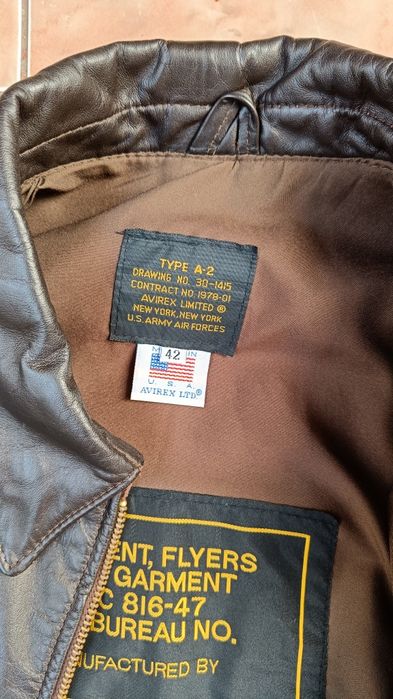 TYPE A-2
DRAWING NO. 30-1415
CONTRACT NO. 1978-01
AVIREX LIMITED ®
NEW YORK, NEW YORK
U.S. ARMY AIR FORCES
M 42 IN
U. S. A.
AVIREX LTD.®
ENT, FLYERS
GARMENT
C 816-47
BUREAU NO.
NUFACTURED BY